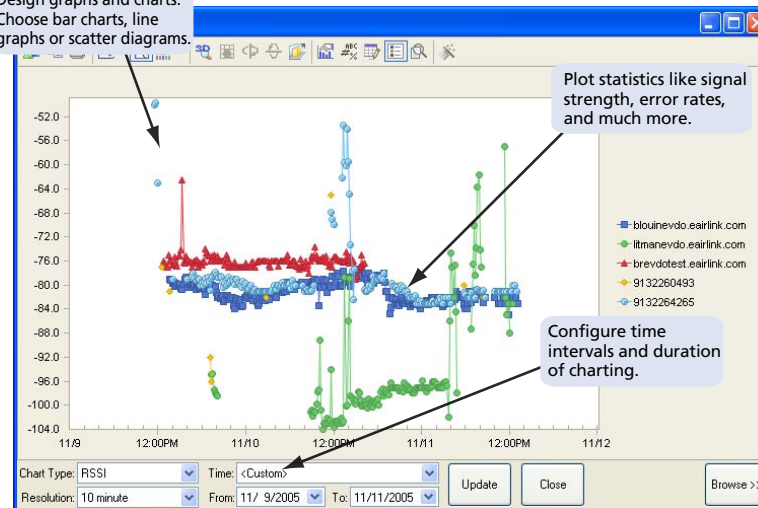 Design graphs and charts.
Choose bar charts, line
graphs or scatter diagrams.
3D
ABC
Plot statistics like signal
strength, error rates,
and much more.
-52.0
-56.0
-60.0
-64.0
-68.0
-72.0
-76.0
-80.0
-84.0
-88.0
-92.0
-96.0
-100.0
-104.0
11/9
12:00PM
11/10
12:00PM
11/11
12:00PM
11/12
blouinevdo.eairlink.com
litmanevdo.eairlink.com
brevdotest.eairlink.com
9132260493
9132264265
Configure time
intervals and duration
of charting.
Chart Type: RSSI
Time: <Custom>
Update
Close
Browse >>
Resolution: 10 minute
From: 11/ 9/2005
To: 11/11/2005